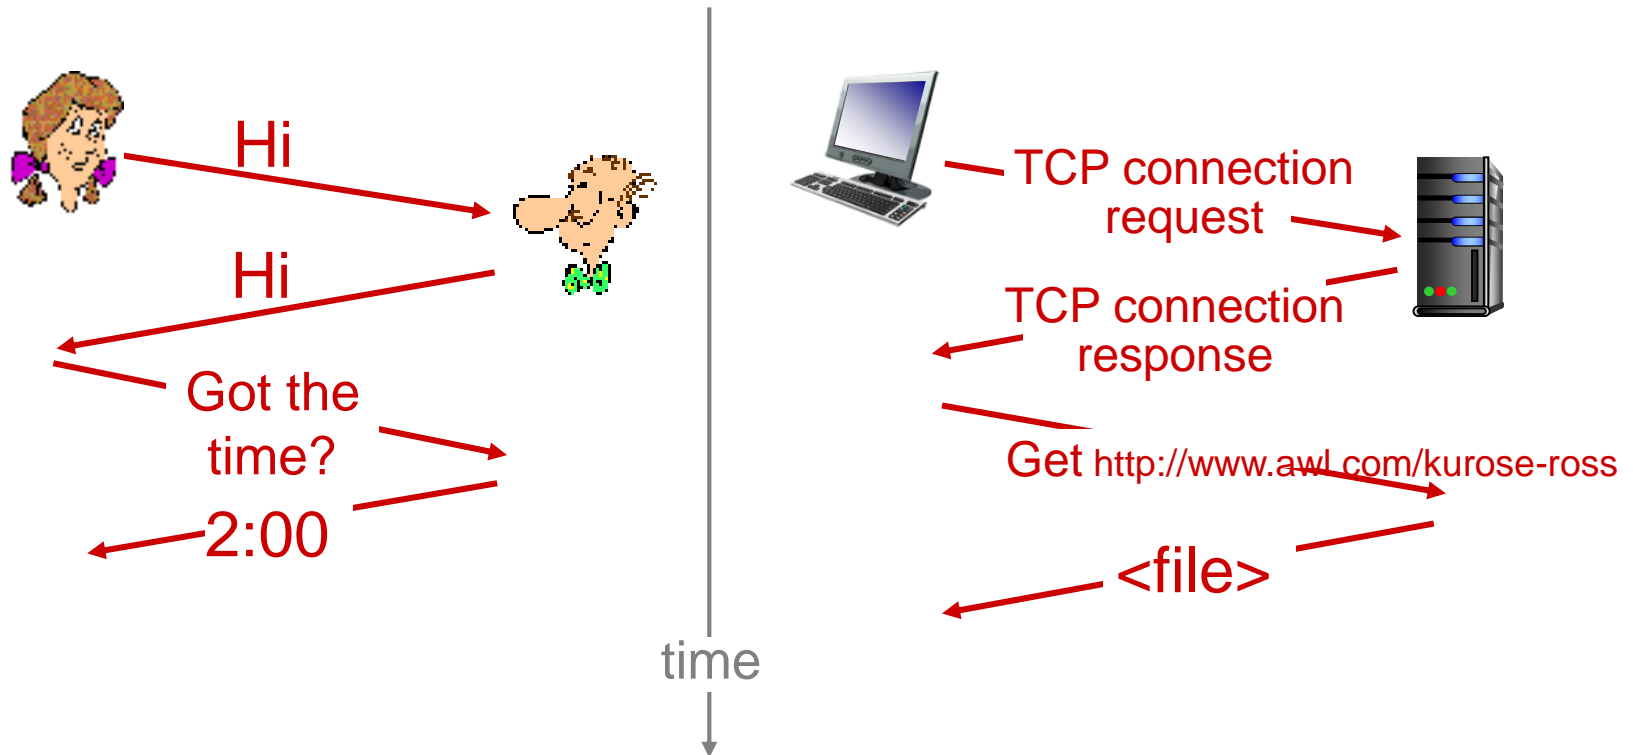 Hi
Hi
Got the
time?
2:00
TCP connection
request
TCP connection
response
Get http://www.awl.com/kurose-ross
<file>
time